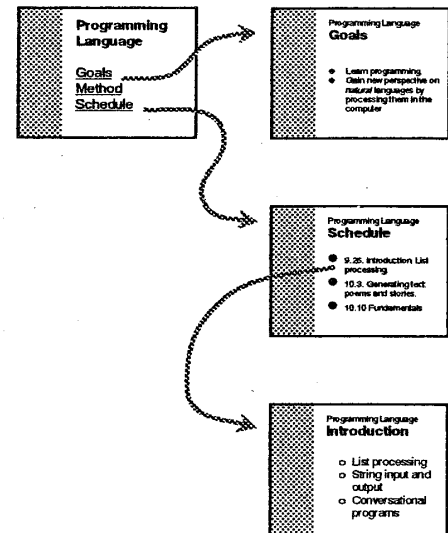 Programming
Language
Goals
Method
Schedule
Programming Language
Goals
Learn programming.
Gain new perspective on
natural languages by
processing them in the
computer
Programming Language
Schedule
9.26. Introduction. List
processing.
10.3. Generating text:
poems and stories.
10.10 Fundamentals
Programming Language
Introduction
List processing
String input and
output
Conversational
programs